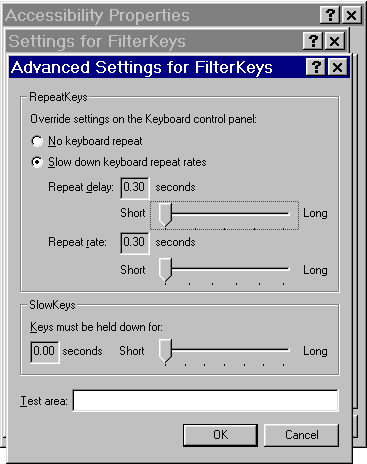 Accessibility Properties
Settings for FilterKeys
Advanced Settings for FilterKeys
RepeatKeys
Override settings on the Keyboard control panel:
No keyboard repeat
Slow down keyboard repeat rates
Repeat delay: 0.30 seconds
Short Long
Repeat rate: 0.30 seconds
Short Long
SlowKeys
Keys must be held down for:
0.00 seconds Short Long
Test area:
OK Cancel